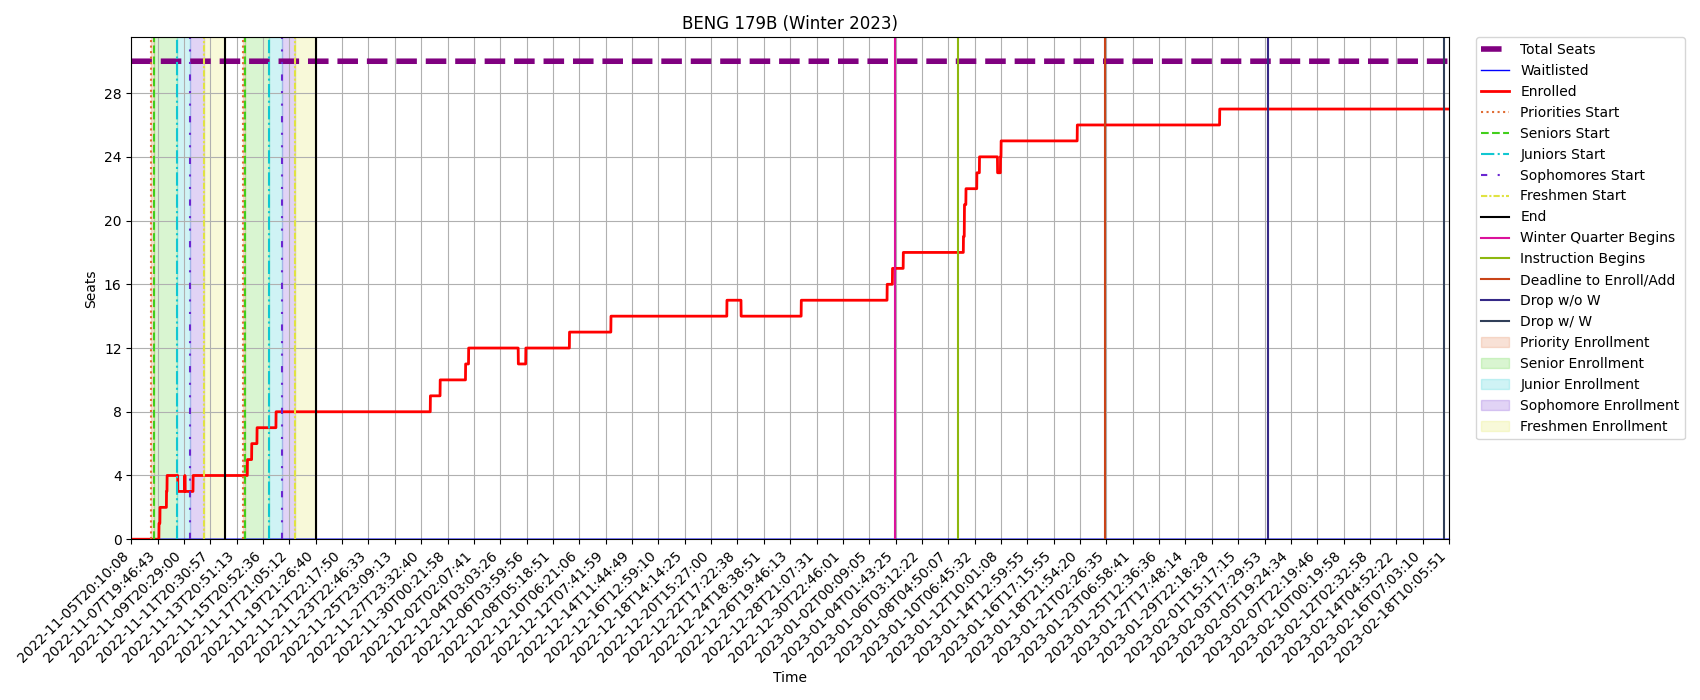 BENG 179B (Winter 2023)
Seats
28
24
20
16
12
8
4
0
2022-11-05T20:10:08
2022-11-07T19:46:43
2022-11-09T20:29:00
2022-11-11T20:30:57
2022-11-13T20:51:13
2022-11-15T20:52:36
2022-11-17T21:05:12
2022-11-19T21:26:40
2022-11-21T22:17:50
2022-11-23T22:46:33
2022-11-25T23:09:13
2022-11-27T23:32:40
2022-11-30T00:21:58
2022-12-02T02:07:41
2022-12-04T03:03:26
2022-12-06T03:59:56
2022-12-08T05:18:51
2022-12-10T06:21:06
2022-12-12T07:41:59
2022-12-14T11:44:49
2022-12-16T12:59:10
2022-12-18T14:14:25
2022-12-20T15:27:00
2022-12-22T17:22:38
2022-12-24T18:38:51
2022-12-26T19:46:13
2022-12-28T21:07:31
2022-12-30T22:46:01
2023-01-02T00:09:05
2023-01-04T01:43:25
2023-01-06T03:12:22
2023-01-08T04:50:07
2023-01-10T06:45:32
2023-01-12T10:01:08
2023-01-14T12:59:55
2023-01-16T17:15:55
2023-01-18T21:54:20
2023-01-21T02:26:35
2023-01-23T06:58:41
2023-01-25T12:36:36
2023-01-27T17:48:14
2023-01-29T22:18:28
2023-02-01T15:17:15
2023-02-03T17:29:53
2023-02-05T19:24:34
2023-02-07T22:19:46
2023-02-10T00:19:58
2023-02-12T02:32:58
2023-02-14T04:52:22
2023-02-16T07:03:10
2023-02-18T10:05:51
Time
Total Seats
Waitlisted
Enrolled
Priorities Start
Seniors Start
Juniors Start
Sophomores Start
Freshmen Start
End
Winter Quarter Begins
Instruction Begins
Deadline to Enroll/Add
Drop w/o W
Drop w/ W
Priority Enrollment
Senior Enrollment
Junior Enrollment
Sophomore Enrollment
Freshmen Enrollment